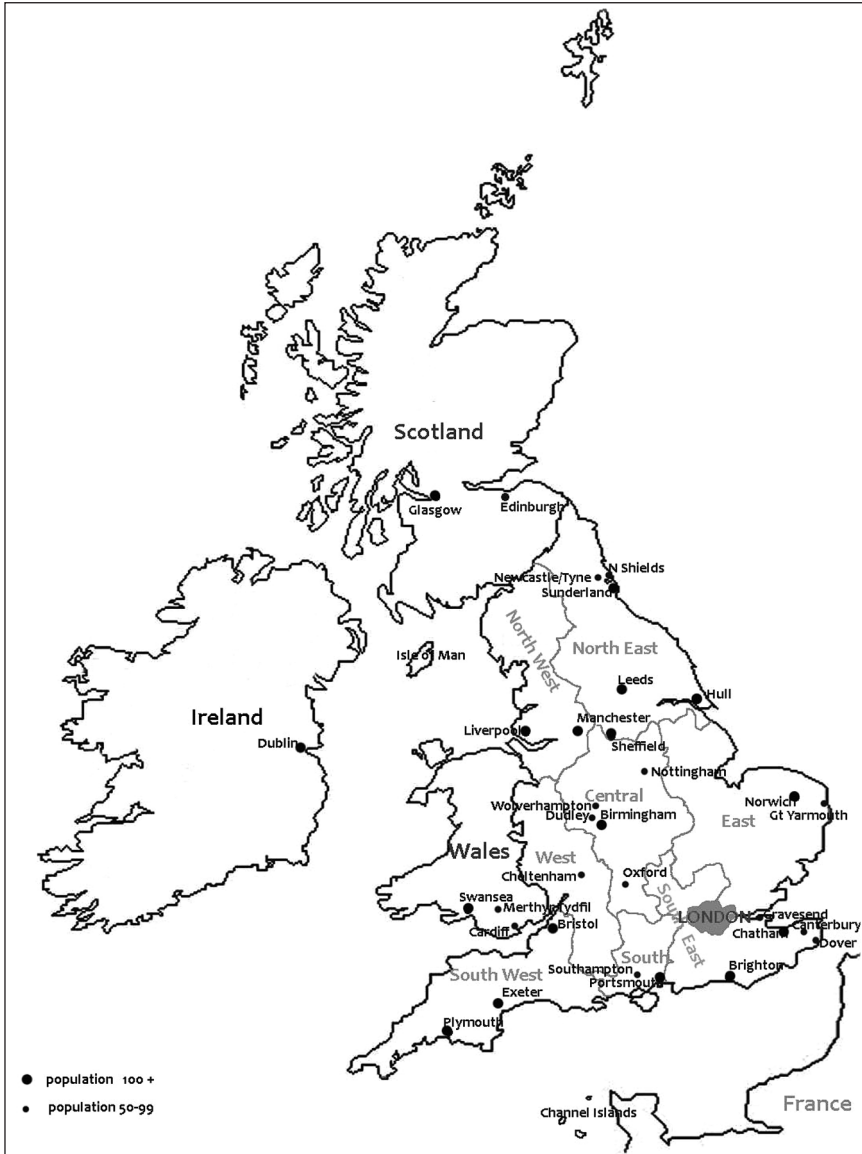 Scotland
Glasgow
Edinburgh
N Shields
Newcastle/Tyne
Sunderland
North West
North East
Isle of Man
Leeds
Hull
Ireland
Dublin
Liverpool
Manchester
Sheffield
Nottingham
Central
Wolverhampton
Dudley
Birmingham
Norwich
Gt Yarmouth
East
Wales
West
Cheltenham
Oxford
South East
Swansea
Merthyr Tydfil
Cardiff
Bristol
LONDON
Gravesend
Canterbury
Chatham
Dover
South
Southampton
Portsmouth
Brighton
South West
Exeter
Plymouth
population 100 +
population 50-99
Channel Islands
France